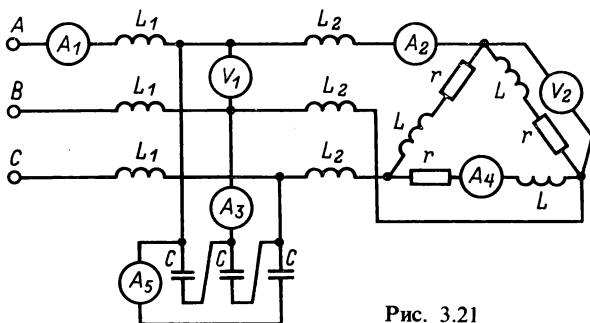 A A₁ L₁ L₂ A₂
V₁ r L L V₂
B L₁ L₂ r
C L₁ L₂ r A₄ L
A₃
A₅ C C C
Рис. 3.21